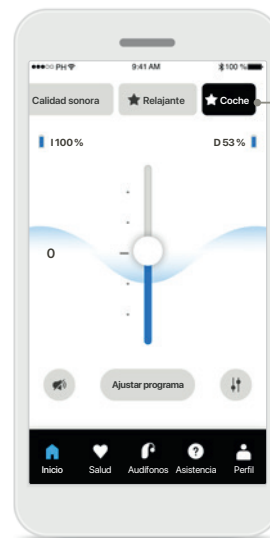 PH 9:41 AM 100 %
Calidad sonora Relajante Coche
I 100 % D 53 %
0
Ajustar programa
Inicio Salud Audífonos Asistencia Perfil